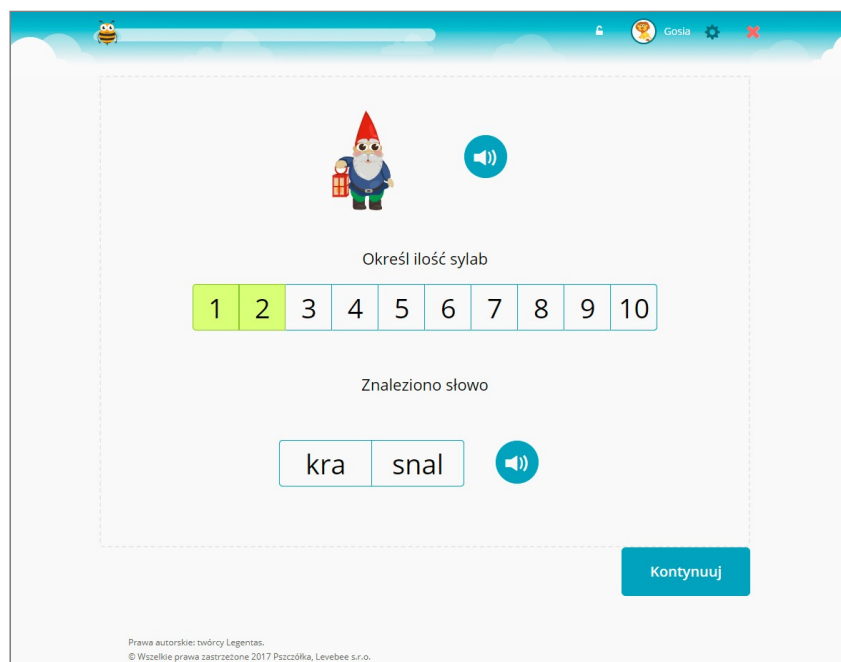 Gosia
Określ ilość sylab
1 2 3 4 5 6 7 8 9 10
Znaleziono słowo
kra snal
Kontynuuj
Prawa autorskie: twórcy Legentas.
© Wszelkie prawa zastrzeżone 2017 Pszczółka, Levebee s.r.o.